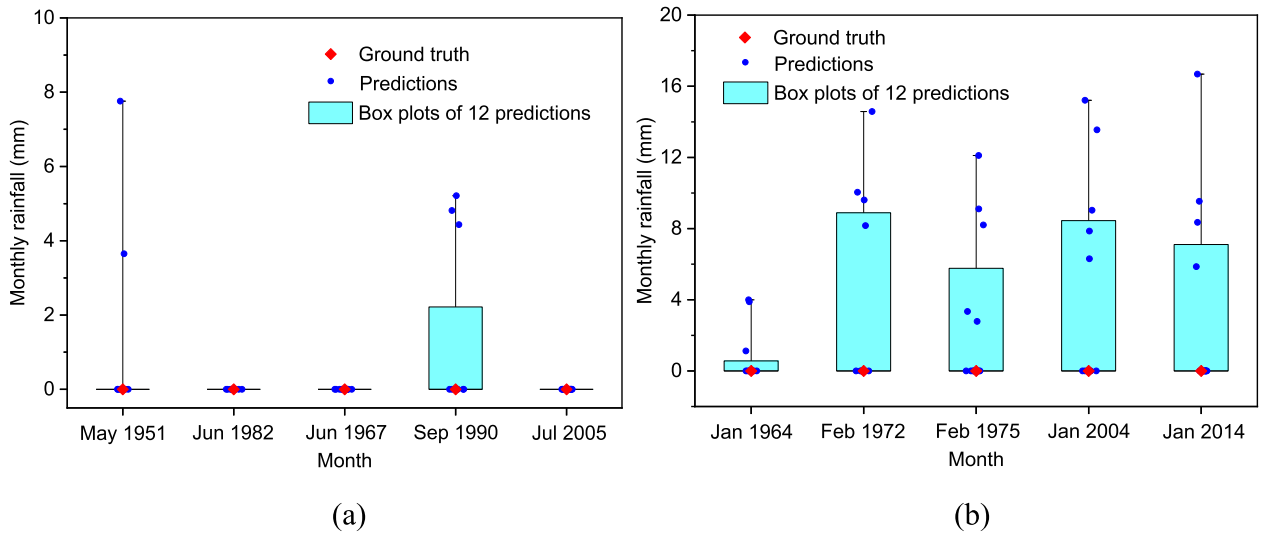 10
8
6
4
2
0
Monthly rainfall (mm)
Ground truth
Predictions
Box plots of 12 predictions
May 1951 Jun 1982 Jun 1967 Sep 1990 Jul 2005
Month
(a)
20
16
12
8
4
0
Monthly rainfall (mm)
Ground truth
Predictions
Box plots of 12 predictions
Jan 1964 Feb 1972 Feb 1975 Jan 2004 Jan 2014
Month
(b)